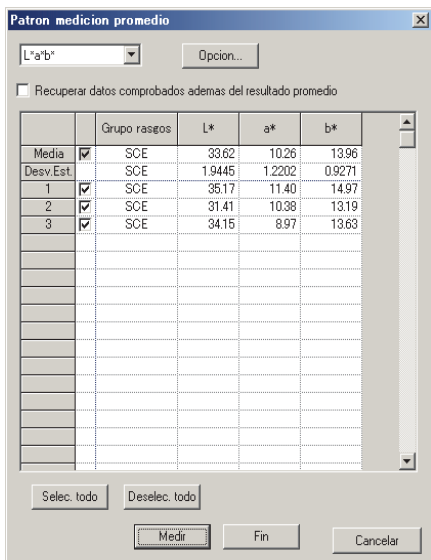 Patron medicion promedio
L*a*b*
Opcion...
Recuperar datos comprobados ademas del resultado promedio
Grupo rasgos L* a* b*
Media SCE 33.62 10.26 13.96
Desv.Est. SCE 1.9445 1.2202 0.9271
1 SCE 35.17 11.40 14.97
2 SCE 31.41 10.38 13.19
3 SCE 34.15 8.97 13.63
Selec. todo Deselec. todo
Medir Fin Cancelar